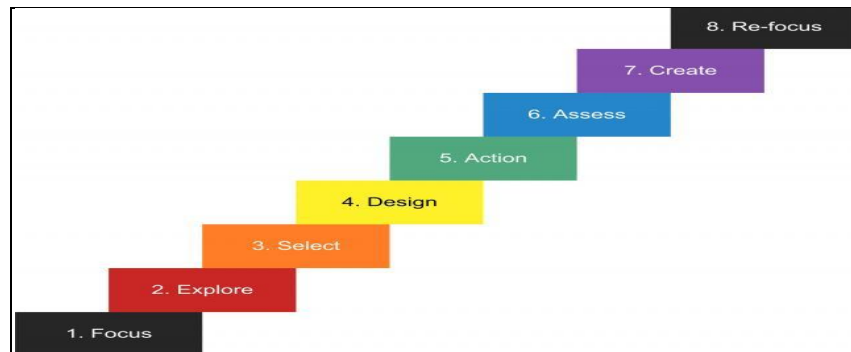 8. Re-focus
7. Create
6. Assess
5. Action
4. Design
3. Select
2. Explore
1. Focus